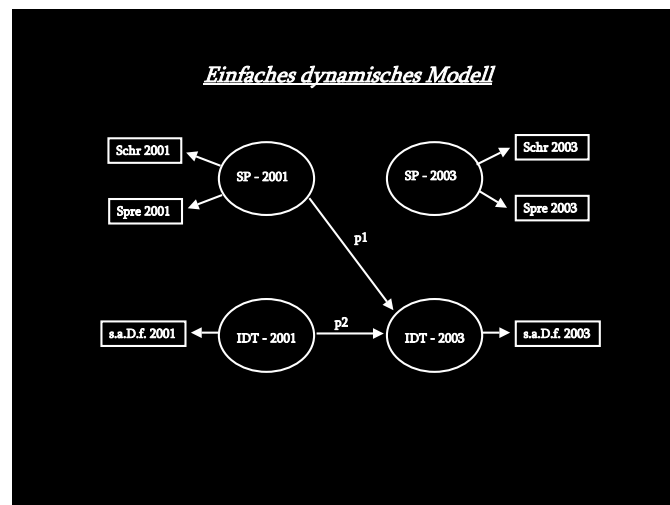 Einfaches dynamisches Modell
Schr 2001
SP - 2001
SP - 2003
Schr 2003
Spre 2001
Spre 2003
p1
s.a.D.f. 2001
IDT - 2001
p2
IDT - 2003
s.a.D.f. 2003